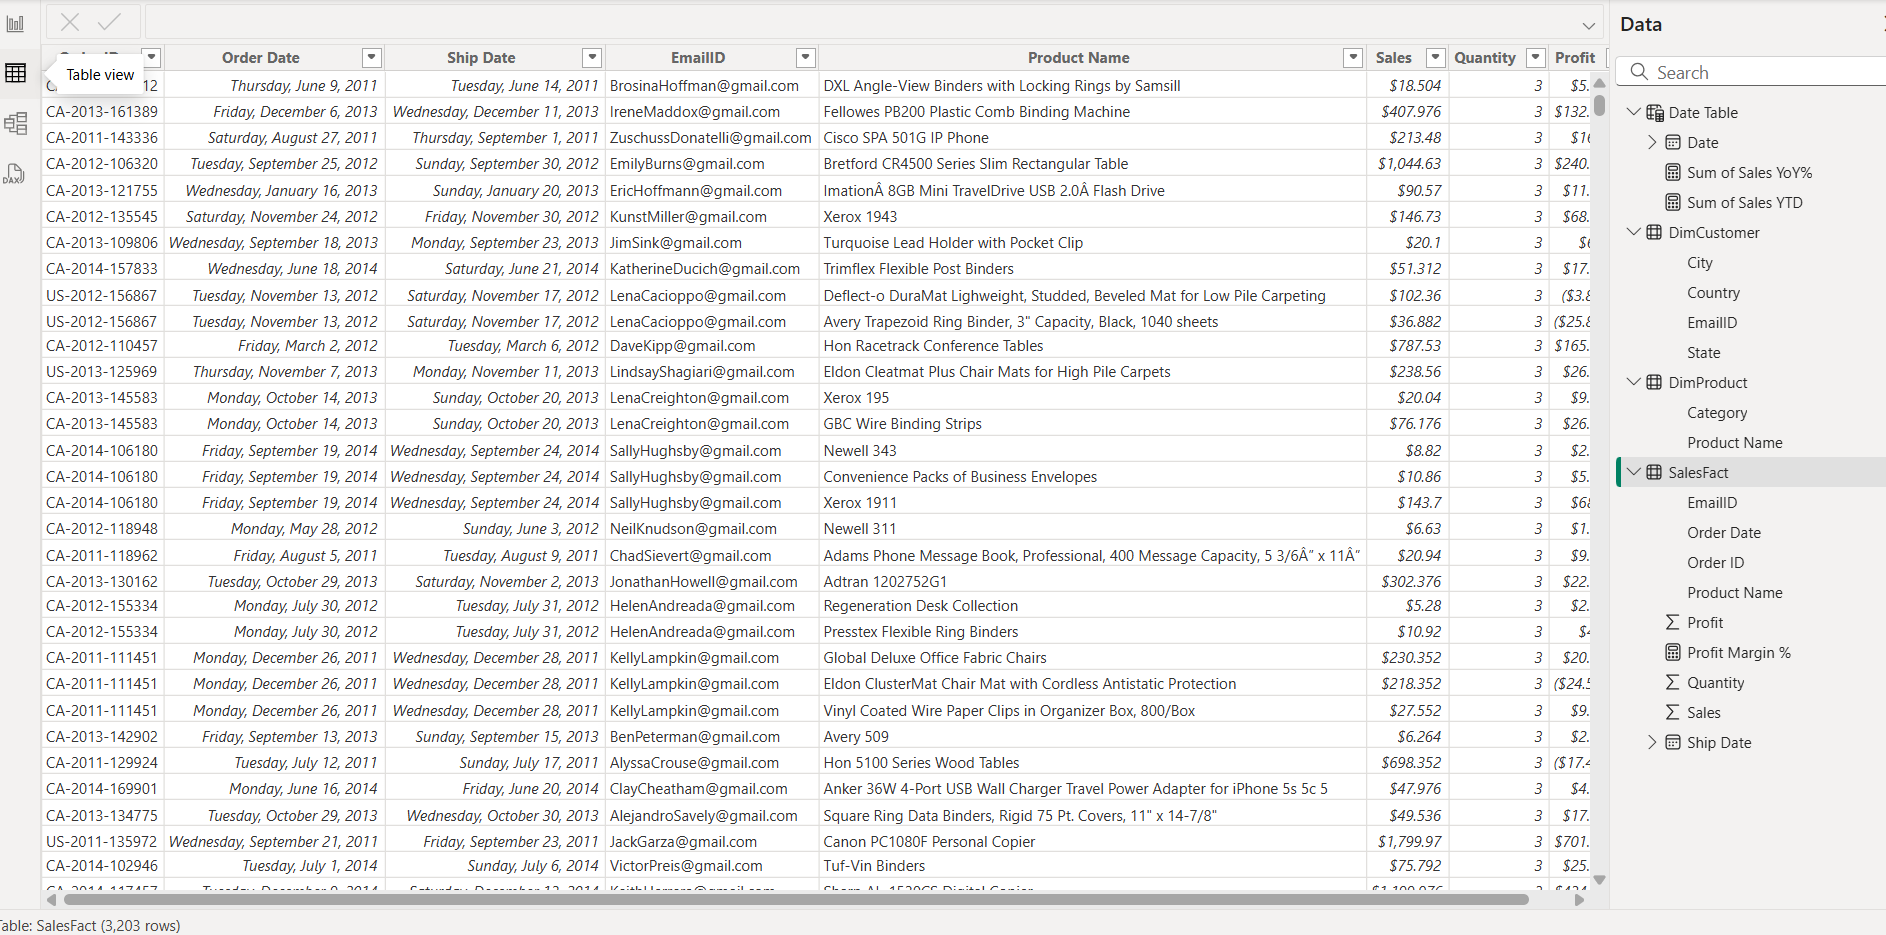 Data
Order Date Ship Date EmailID Product Name Sales Quantity Profit
Table view
Search
12 Thursday, June 9, 2011 Tuesday, June 14, 2011 BrosinaHoffman@gmail.com DXL Angle-View Binders with Locking Rings by Samsill $18.504 3 $5.
CA-2013-161389 Friday, December 6, 2013 Wednesday, December 11, 2013 IreneMaddox@gmail.com Fellowes PB200 Plastic Comb Binding Machine $407.976 3 $132.
CA-2011-143336 Saturday, August 27, 2011 Thursday, September 1, 2011 ZuschussDonatelli@gmail.com Cisco SPA 501G IP Phone $213.48 3 $16
CA-2012-106320 Tuesday, September 25, 2012 Sunday, September 30, 2012 EmilyBurns@gmail.com Bretford CR4500 Series Slim Rectangular Table $1,044.63 3 $240.
CA-2013-121755 Wednesday, January 16, 2013 Sunday, January 20, 2013 EricHoffmann@gmail.com ImationÂ 8GB Mini TravelDrive USB 2.0Â Flash Drive $90.57 3 $11.
CA-2012-135545 Saturday, November 24, 2012 Friday, November 30, 2012 KunstMiller@gmail.com Xerox 1943 $146.73 3 $68.
CA-2013-109806 Wednesday, September 18, 2013 Monday, September 23, 2013 JimSink@gmail.com Turquoise Lead Holder with Pocket Clip $20.1 3
CA-2014-157833 Wednesday, June 18, 2014 Saturday, June 21, 2014 KatherineDucich@gmail.com Trimflex Flexible Post Binders $51.312 3 $17.
US-2012-156867 Tuesday, November 13, 2012 Saturday, November 17, 2012 LenaCacioppo@gmail.com Deflect-o DuraMat Lighweight, Studded, Beveled Mat for Low Pile Carpeting $102.36 3 ($3.8
US-2012-156867 Tuesday, November 13, 2012 Saturday, November 17, 2012 LenaCacioppo@gmail.com Avery Trapezoid Ring Binder, 3" Capacity, Black, 1040 sheets $36.882 3 ($25.8
CA-2012-110457 Friday, March 2, 2012 Tuesday, March 6, 2012 DaveKipp@gmail.com Hon Racetrack Conference Tables $787.53 3 $165.
US-2013-125969 Thursday, November 7, 2013 Monday, November 11, 2013 LindsayShagiari@gmail.com Eldon Cleatmat Plus Chair Mats for High Pile Carpets $238.56 3 $26.
CA-2013-145583 Monday, October 14, 2013 Sunday, October 20, 2013 LenaCreighton@gmail.com Xerox 195 $20.04 3 $9.
CA-2013-145583 Monday, October 14, 2013 Sunday, October 20, 2013 LenaCreighton@gmail.com GBC Wire Binding Strips $76.176 3 $26.
CA-2014-106180 Friday, September 19, 2014 Wednesday, September 24, 2014 SallyHughsby@gmail.com Newell 343 $8.82 3 $2.
CA-2014-106180 Friday, September 19, 2014 Wednesday, September 24, 2014 SallyHughsby@gmail.com Convenience Packs of Business Envelopes $10.86 3 $5.
CA-2014-106180 Friday, September 19, 2014 Wednesday, September 24, 2014 SallyHughsby@gmail.com Xerox 1911 $143.7 3 $68
CA-2012-118948 Monday, May 28, 2012 Sunday, June 3, 2012 NeilKnudson@gmail.com Newell 311 $6.63 3 $1.
CA-2011-118962 Friday, August 5, 2011 Tuesday, August 9, 2011 ChadSievert@gmail.com Adams Phone Message Book, Professional, 400 Message Capacity, 5 3/6Â” x 11Â” $20.94 3 $9.
CA-2013-130162 Tuesday, October 29, 2013 Saturday, November 2, 2013 JonathanHowell@gmail.com Adtran 1202752G1 $302.376 3 $22.
CA-2012-155334 Monday, July 30, 2012 Tuesday, July 31, 2012 HelenAndreada@gmail.com Regeneration Desk Collection $5.28 3 $2.
CA-2012-155334 Monday, July 30, 2012 Tuesday, July 31, 2012 HelenAndreada@gmail.com Presstex Flexible Ring Binders $10.92 3
CA-2011-111451 Monday, December 26, 2011 Wednesday, December 28, 2011 KellyLampkin@gmail.com Global Deluxe Office Fabric Chairs $230.352 3 $20.
CA-2011-111451 Monday, December 26, 2011 Wednesday, December 28, 2011 KellyLampkin@gmail.com Eldon ClusterMat Chair Mat with Cordless Antistatic Protection $218.352 3 ($24.5
CA-2011-111451 Monday, December 26, 2011 Wednesday, December 28, 2011 KellyLampkin@gmail.com Vinyl Coated Wire Paper Clips in Organizer Box, 800/Box $27.552 3 $9.
CA-2013-142902 Friday, September 13, 2013 Sunday, September 15, 2013 BenPeterman@gmail.com Avery 509 $6.264 3 $2.
CA-2011-129924 Tuesday, July 12, 2011 Sunday, July 17, 2011 AlyssaCrouse@gmail.com Hon 5100 Series Wood Tables $698.352 3 ($17.4
CA-2014-169901 Monday, June 16, 2014 Friday, June 20, 2014 ClayCheatham@gmail.com Anker 36W 4-Port USB Wall Charger Travel Power Adapter for iPhone 5s 5c 5 $47.976 3 $4.
CA-2013-134775 Tuesday, October 29, 2013 Wednesday, October 30, 2013 AlejandroSavely@gmail.com Square Ring Data Binders, Rigid 75 Pt. Covers, 11" x 14-7/8" $49.536 3 $17.
US-2011-135972 Wednesday, September 21, 2011 Friday, September 23, 2011 JackGarza@gmail.com Canon PC1080F Personal Copier $1,799.97 3 $701.
CA-2014-102946 Tuesday, July 1, 2014 Sunday, July 6, 2014 VictorPreis@gmail.com Tuf-Vin Binders $75.792 3 $25.
Date Table
Date
Sum of Sales YoY%
Sum of Sales YTD
DimCustomer
City
Country
EmailID
State
DimProduct
Category
Product Name
SalesFact
EmailID
Order Date
Order ID
Product Name
Profit
Profit Margin %
Quantity
Sales
Ship Date
DAX
Table: SalesFact (3,203 rows)